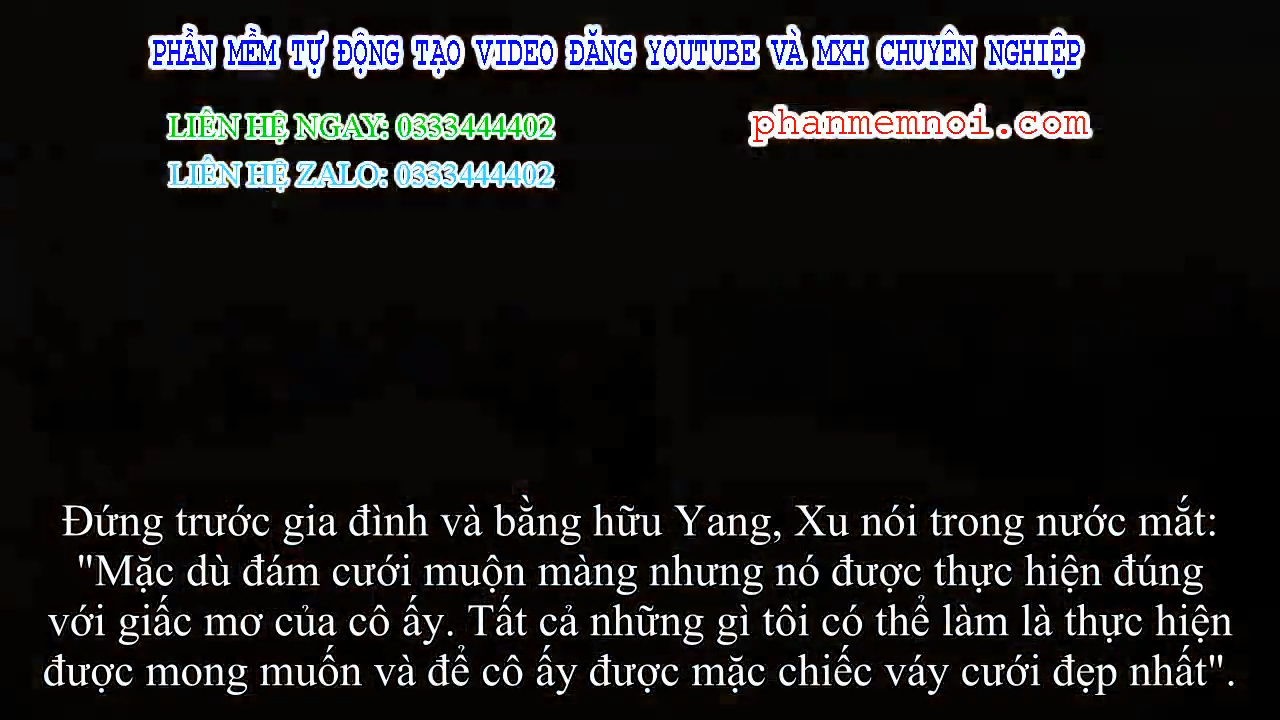 PHẦN MỀM TỰ ĐỘNG TẠO VIDEO ĐĂNG YOUTUBE VÀ MXH CHUYÊN NGHIỆP
LIÊN HỆ NGAY: 0333444402
phanmemnoi.com
LIÊN HỆ ZALO: 0333444402
Đứng trước gia đình và bằng hữu Yang, Xu nói trong nước mắt:
"Mặc dù đám cưới muộn màng nhưng nó được thực hiện đúng
với giấc mơ của cô ấy. Tất cả những gì tôi có thể làm là thực hiện
được mong muốn và để cô ấy được mặc chiếc váy cưới đẹp nhất".